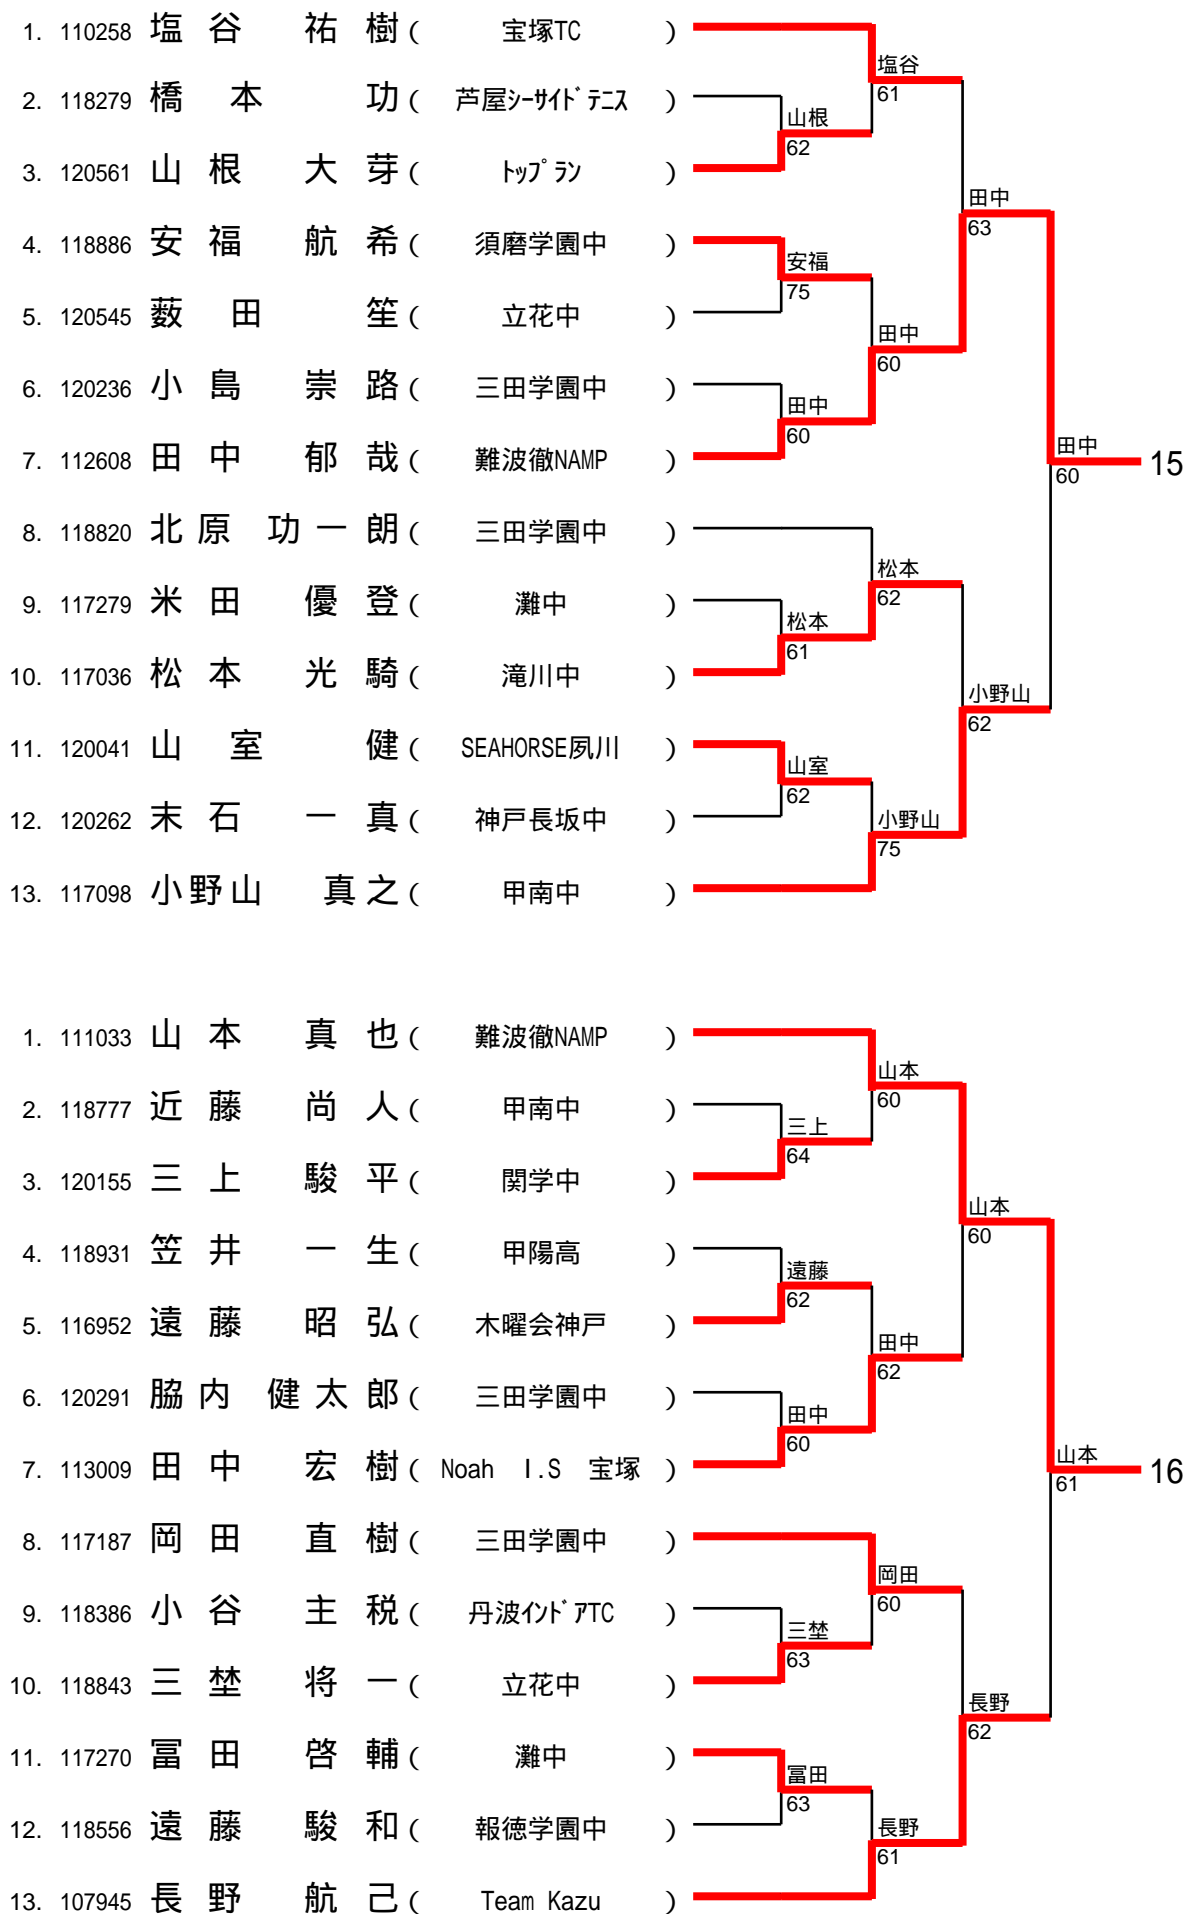 1. 110258 塩谷 祐樹 ( 宝塚TC )
塩谷
61
2. 118279 橋本 功 ( 芦屋ｼｰｻｲﾄﾞﾃﾆｽ )
山根
62
3. 120561 山根 大芽 ( ﾄｯﾌﾟﾗﾝ )
田中
63
4. 118886 安福 航希 ( 須磨学園中 )
安福
75
5. 120545 薮田 笙 ( 立花中 )
田中
60
6. 120236 小島 崇路 ( 三田学園中 )
田中
60
7. 112608 田中 郁哉 ( 難波徹NAMP )
田中
60
15
8. 118820 北原 功一朗 ( 三田学園中 )
松本
62
9. 117279 米田 優登 ( 灘中 )
松本
61
10. 117036 松本 光騎 ( 滝川中 )
小野山
62
11. 120041 山室 健 ( SEAHORSE夙川 )
山室
62
12. 120262 末石 一真 ( 神戸長坂中 )
小野山
75
13. 117098 小野山 真之 ( 甲南中 )
1. 111033 山本 真也 ( 難波徹NAMP )
山本
60
2. 118777 近藤 尚人 ( 甲南中 )
三上
64
3. 120155 三上 駿平 ( 関学中 )
山本
60
4. 118931 笠井 一生 ( 甲陽高 )
遠藤
62
5. 116952 遠藤 昭弘 ( 木曜会神戸 )
田中
62
6. 120291 脇内 健太郎 ( 三田学園中 )
田中
60
7. 113009 田中 宏樹 ( Noah I.S 宝塚 )
山本
61
16
8. 117187 岡田 直樹 ( 三田学園中 )
岡田
60
9. 118386 小谷 主税 ( 丹波ｲﾝﾄﾞｱTC )
三埜
63
10. 118843 三埜 将一 ( 立花中 )
長野
62
11. 117270 冨田 啓輔 ( 灘中 )
冨田
63
12. 118556 遠藤 駿和 ( 報徳学園中 )
長野
61
13. 107945 長野 航己 ( Team Kazu )